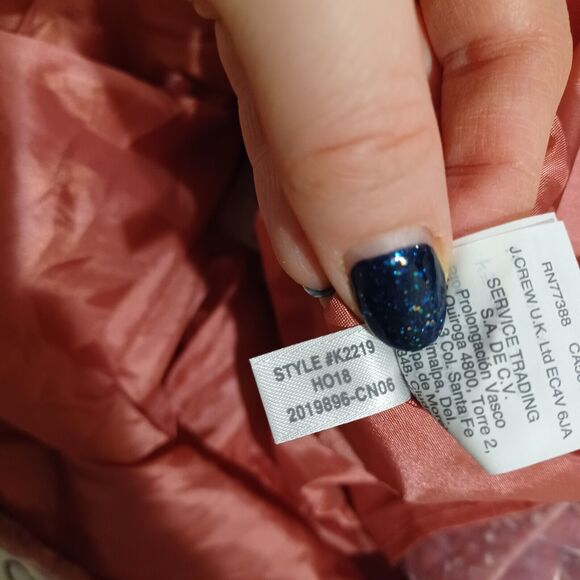 STYLE #K2219
HO18
2019896-CN06
RN77388
J.CREW U.K. Ltd EC4V 6JA
SERVICE TRADING
S.A. DE C.V.
Prolongación Vasco
Quiroga 4800, Torre 2,
Col. Santa Fe